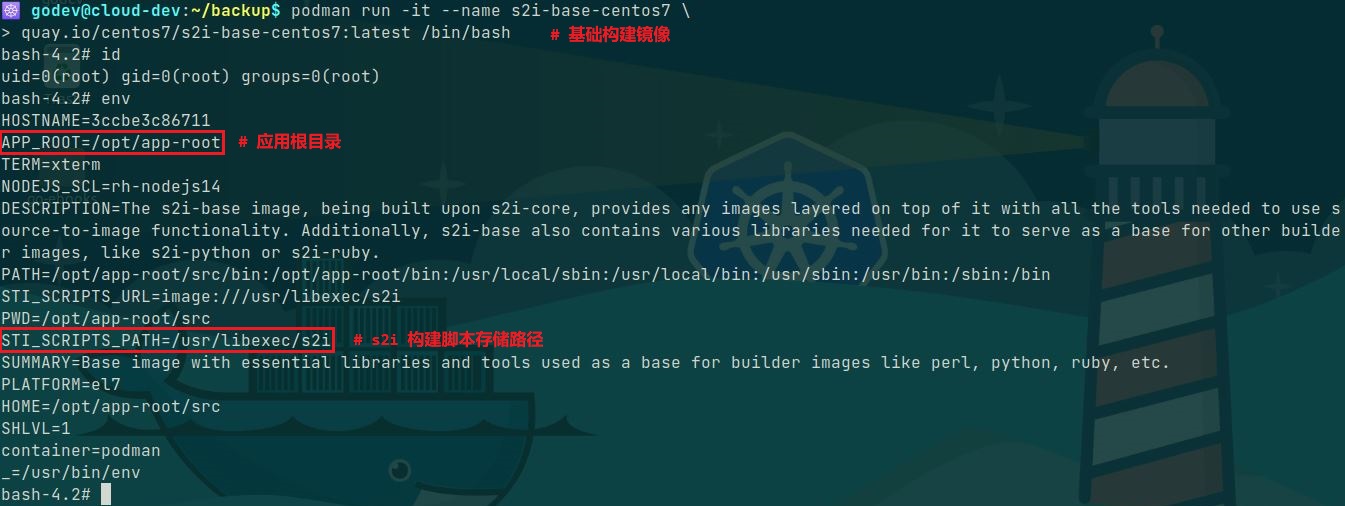 godev@cloud-dev:~/backup$ podman run -it --name s2i-base-centos7 \
> quay.io/centos7/s2i-base-centos7:latest /bin/bash # 基础构建镜像
bash-4.2# id
uid=0(root) gid=0(root) groups=0(root)
bash-4.2# env
HOSTNAME=3ccbe3c86711
APP_ROOT=/opt/app-root # 应用根目录
TERM=xterm
NODEJS_SCL=rh-nodejs14
DESCRIPTION=The s2i-base image, being built upon s2i-core, provides any images layered on top of it with all the tools needed to use s
ource-to-image functionality. Additionally, s2i-base also contains various libraries needed for it to serve as a base for other builde
r images, like s2i-python or s2i-ruby.
PATH=/opt/app-root/src/bin:/opt/app-root/bin:/usr/local/sbin:/usr/local/bin:/usr/sbin:/usr/bin:/sbin:/bin
STI_SCRIPTS_URL=image:///usr/libexec/s2i
PWD=/opt/app-root/src
STI_SCRIPTS_PATH=/usr/libexec/s2i # s2i 构建脚本存储路径
SUMMARY=Base image with essential libraries and tools used as a base for builder images like perl, python, ruby, etc.
PLATFORM=el7
HOME=/opt/app-root/src
SHLVL=1
container=podman
_=/usr/bin/env
bash-4.2#